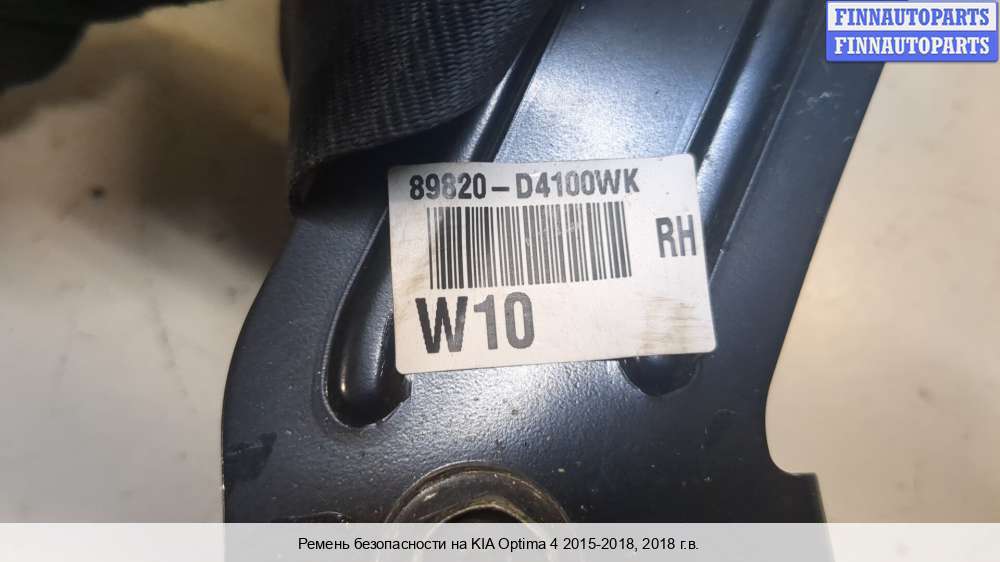 FINNAUTOPARTS
FINNAUTOPARTS
89820-D4100WK
RH
W10
Ремень безопасности на KIA Optima 4 2015-2018, 2018 г.в.